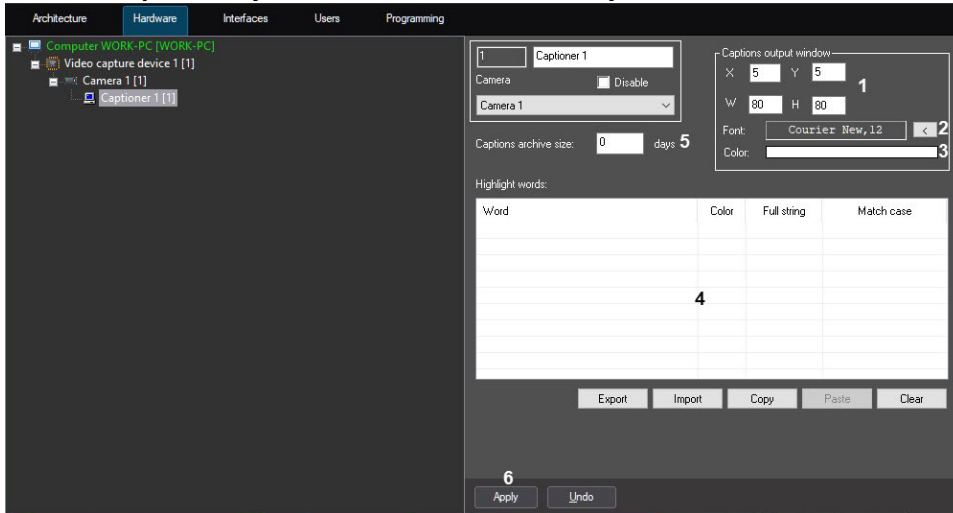 Architecture Hardware Interfaces Users Programming
Computer WORK-PC [WORK-PC]
Video capture device 1 [1]
Camera 1 [1]
Captioner 1 [1]
1 Captioner 1
Camera Disable
Camera 1
Captions archive size: 0 days 5
Captions output window
X 5 Y 5
1
W 80 H 80
Font: Courier New, 12 < 2
Color: 3
Highlight words:
Word Color Full string Match case
4
Export Import Copy Paste Clear
6
Apply Undo